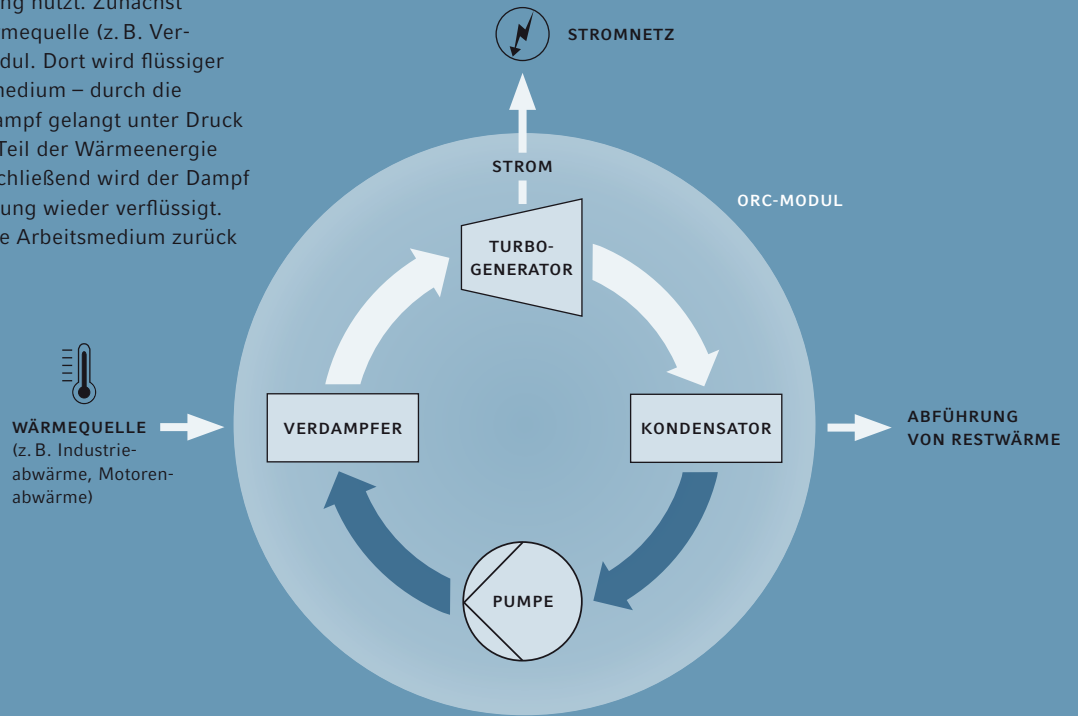 ng nutzt. Zunächst
mequelle (z. B. Ver-
dul. Dort wird flüssiger
medium – durch die
ampf gelangt unter Druck
Teil der Wärmeenergie
schließend wird der Dampf
ung wieder verflüssigt.
e Arbeitsmedium zurück
STROMNETZ
STROM
ORC-MODUL
TURBO-
GENERATOR
WÄRMEQUELLE
(z. B. Industrie-
abwärme, Motoren-
abwärme)
VERDAMPFER
KONDENSATOR
ABFÜHRUNG
VON RESTWÄRME
PUMPE